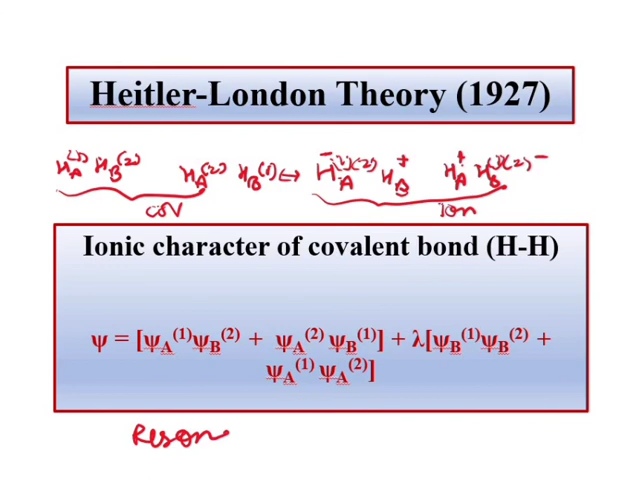 Heitler-London Theory (1927)
H_A^(1) H_B^(2) H_A^(2) H_B^(1) ↔ H_A^(1)(2)− H_B^+ H_A^+ H_B^(1)(2)−
COV Ion
Ionic character of covalent bond (H-H)
ψ = [ψ_A^(1)ψ_B^(2) + ψ_A^(2) ψ_B^(1)] + λ[ψ_B^(1)ψ_B^(2) +
ψ_A^(1) ψ_A^(2)]
Reson